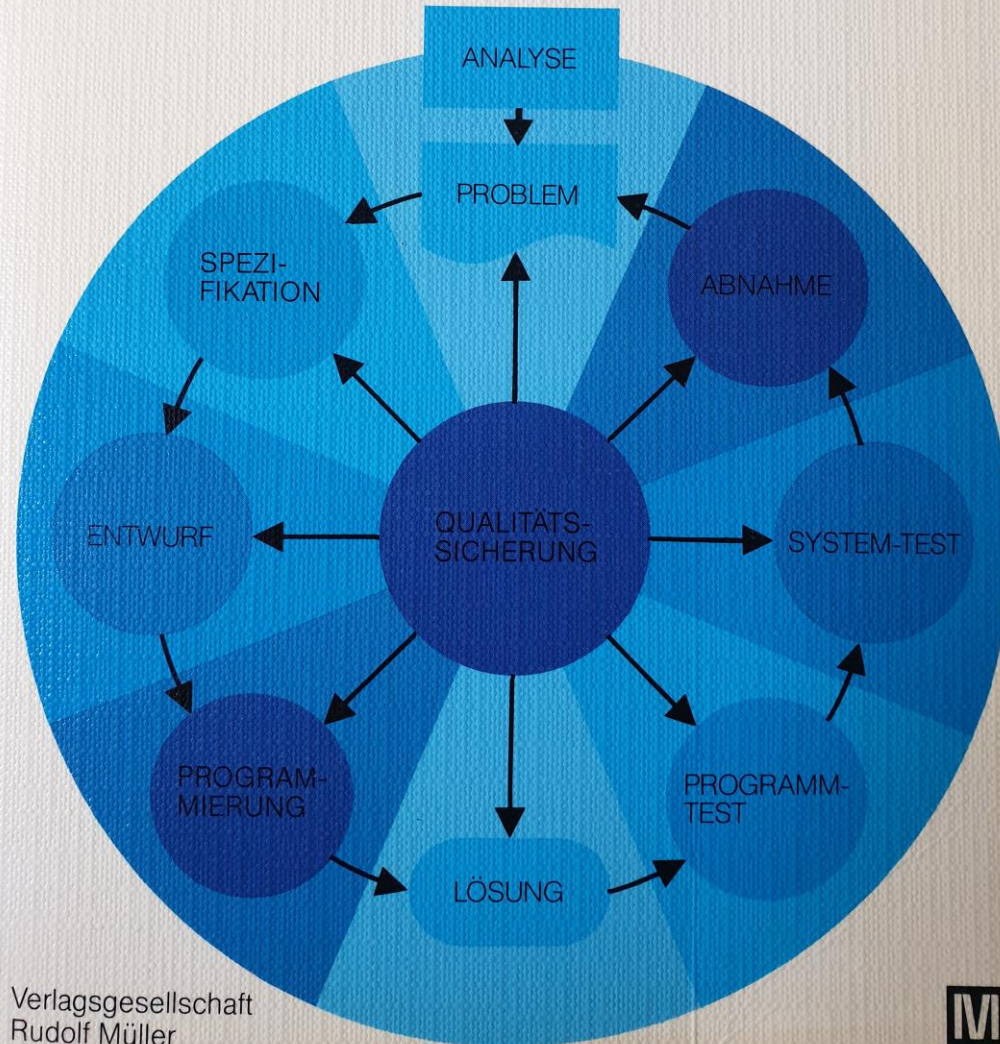 ANALYSE
PROBLEM
SPEZI-
FIKATION
ABNAHME
ENTWURF
QUALITÄTS-
SICHERUNG
SYSTEM-TEST
PROGRAM-
MIERUNG
PROGRAMM-
TEST
LÖSUNG
Verlagsgesellschaft
Rudolf Müller